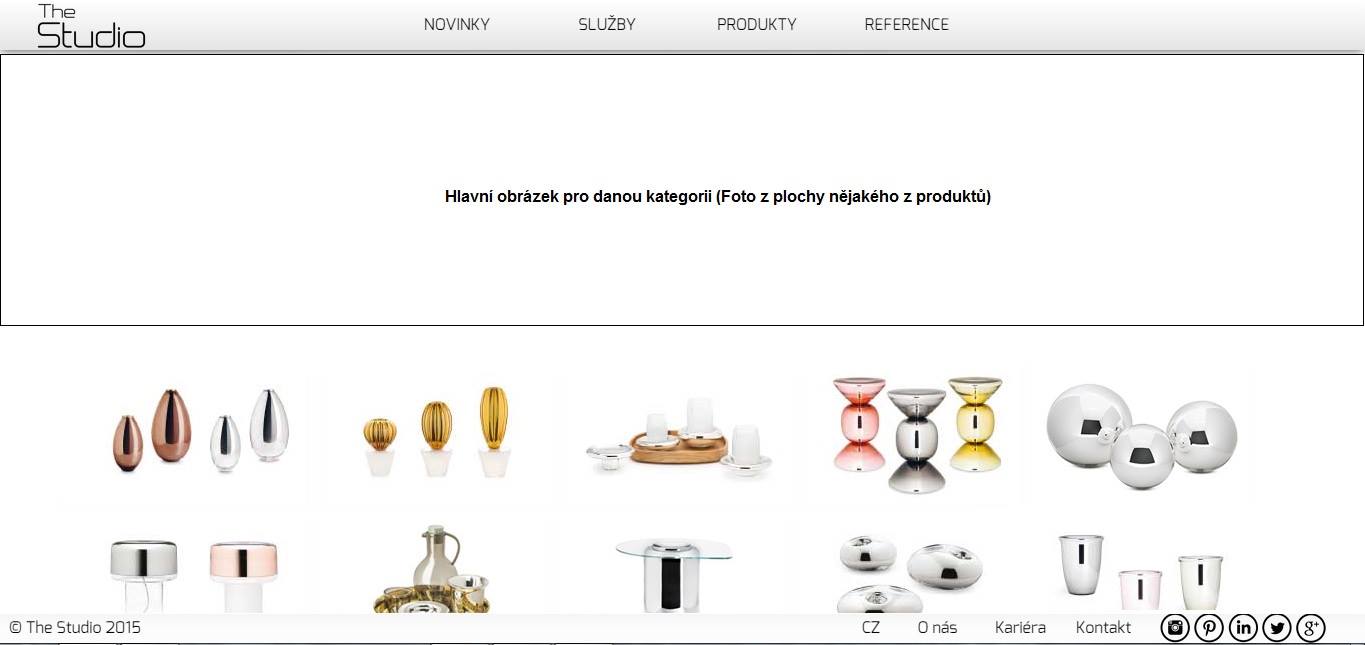 The
Studio
NOVINKY SLUŽBY PRODUKTY REFERENCE
Hlavní obrázek pro danou kategorii (Foto z plochy nějakého z produktů)
© The Studio 2015 CZ O nás Kariéra Kontakt in g+